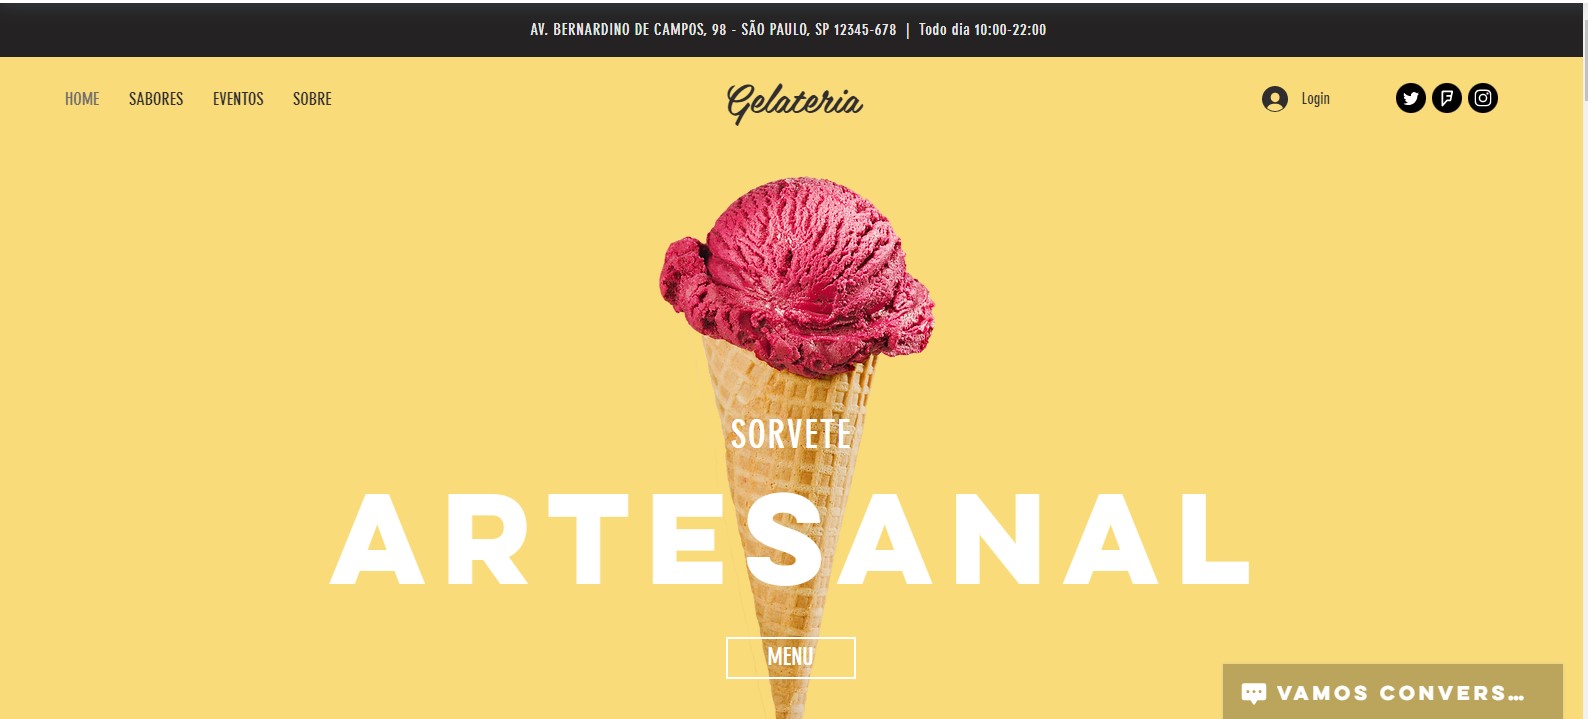 AV. BERNARDINO DE CAMPOS, 98 - SÃO PAULO, SP 12345-678 | Todo dia 10:00-22:00
HOME SABORES EVENTOS SOBRE Gelateria Login
SORVETE
ARTESANAL
MENU
VAMOS CONVERS...